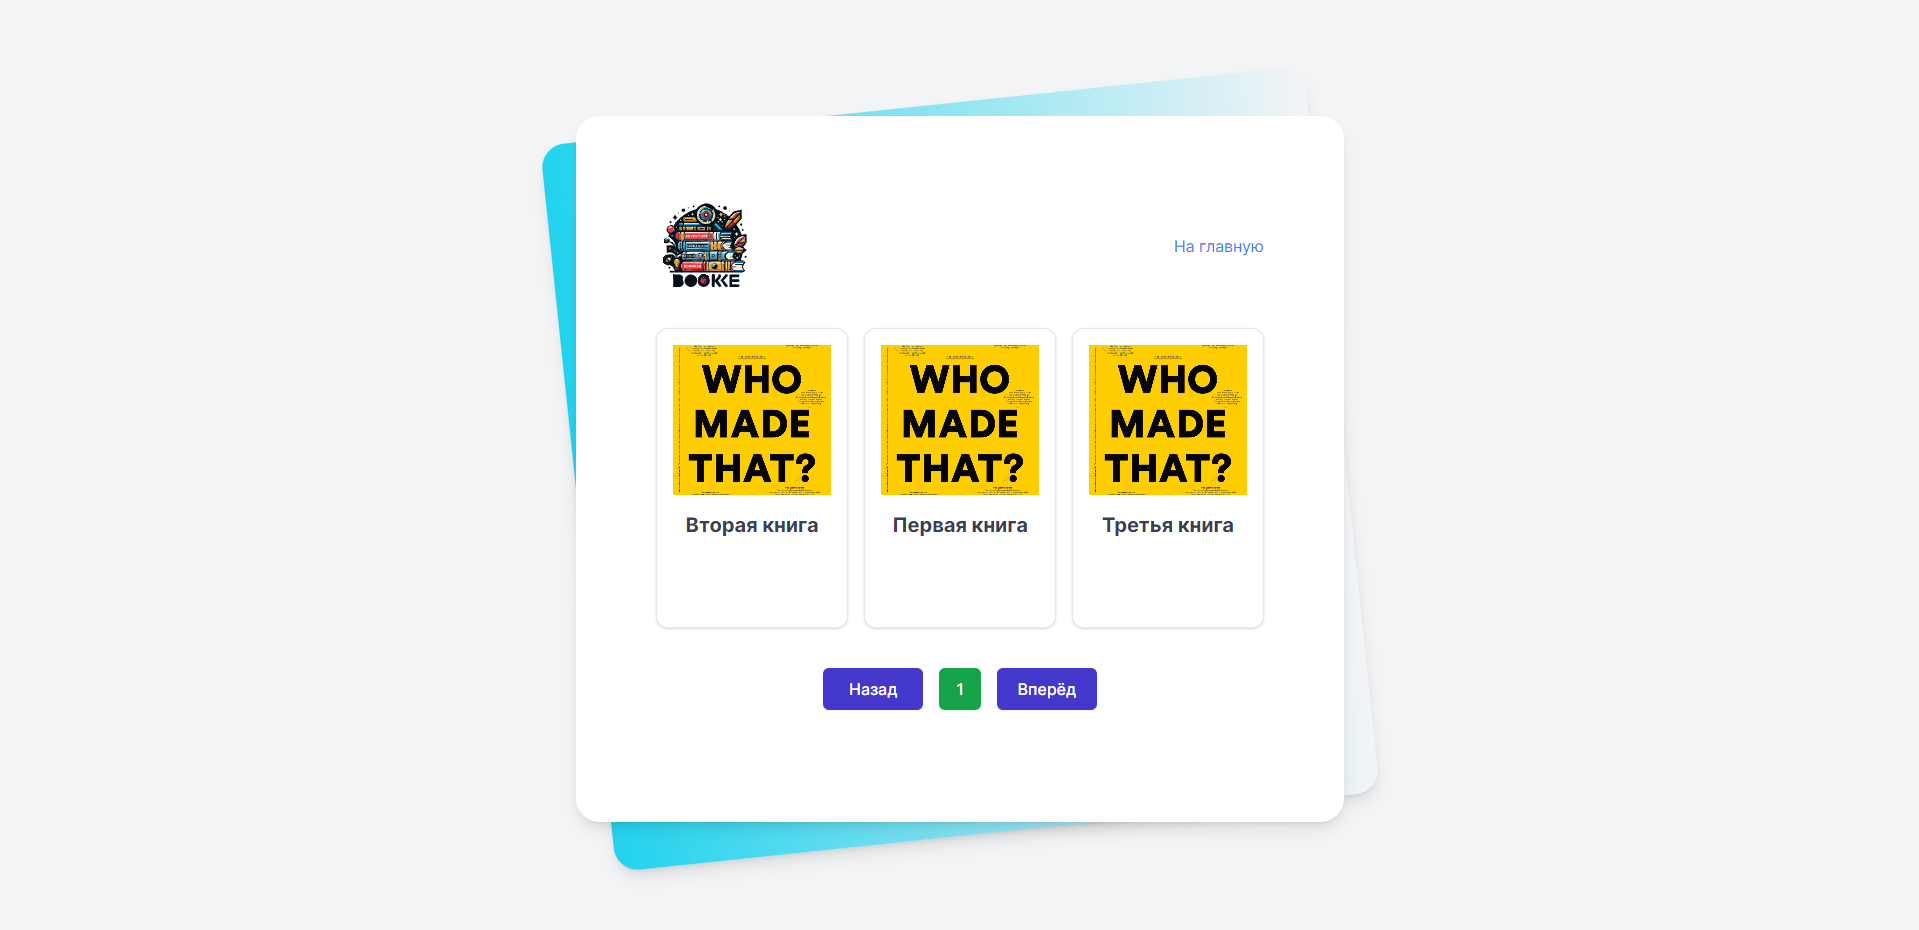 BOOKKE
На главную
WHO
MADE
THAT?
Вторая книга
WHO
MADE
THAT?
Первая книга
WHO
MADE
THAT?
Третья книга
Назад
1
Вперёд